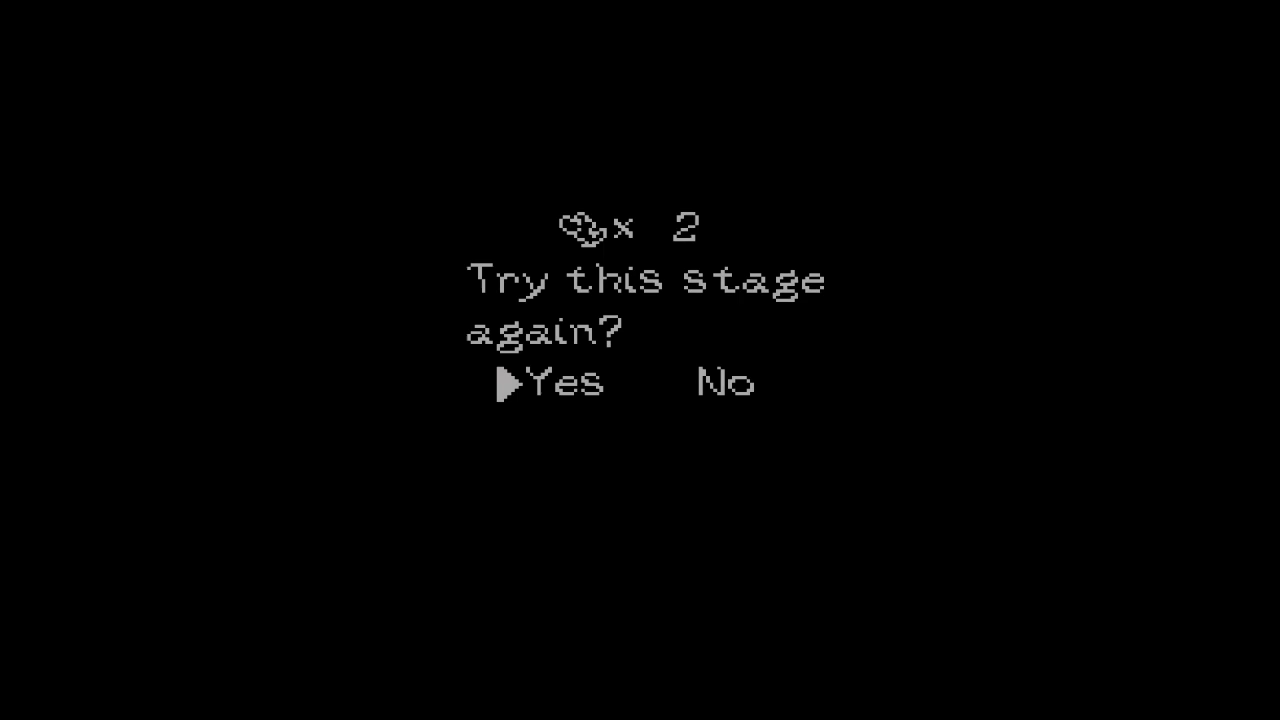 x 2
Try this stage
again?
▶Yes No